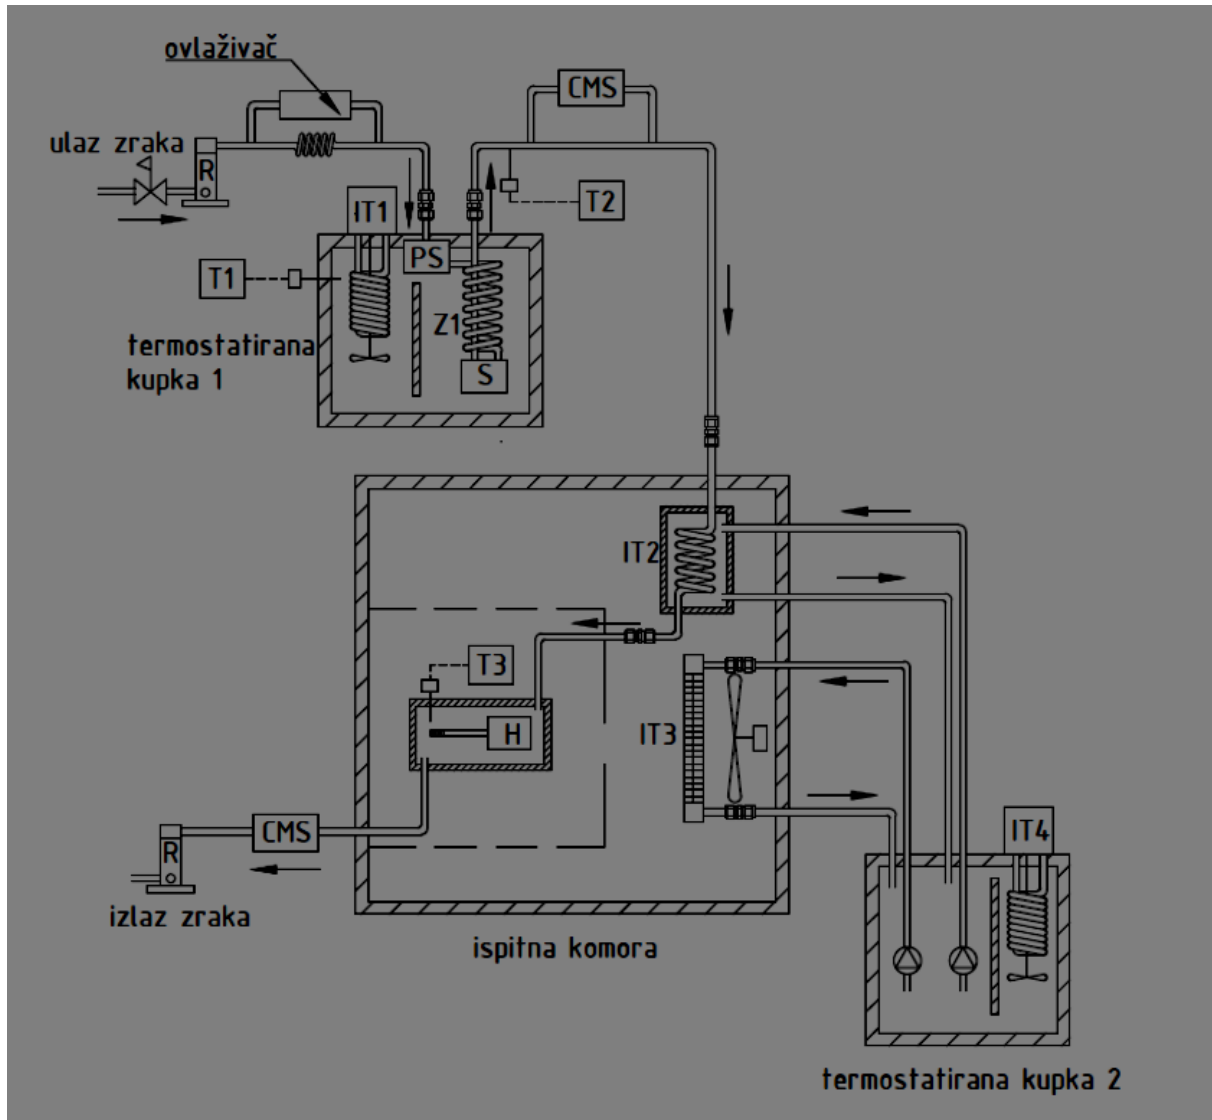 ovlaživač
CMS
ulaz zraka
R
IT1
T2
PS
T1
Z1
termostatirana
kupka 1
S
IT2
T3
H
IT3
CMS
IT4
R
izlaz zraka
ispitna komora
termostatirana kupka 2